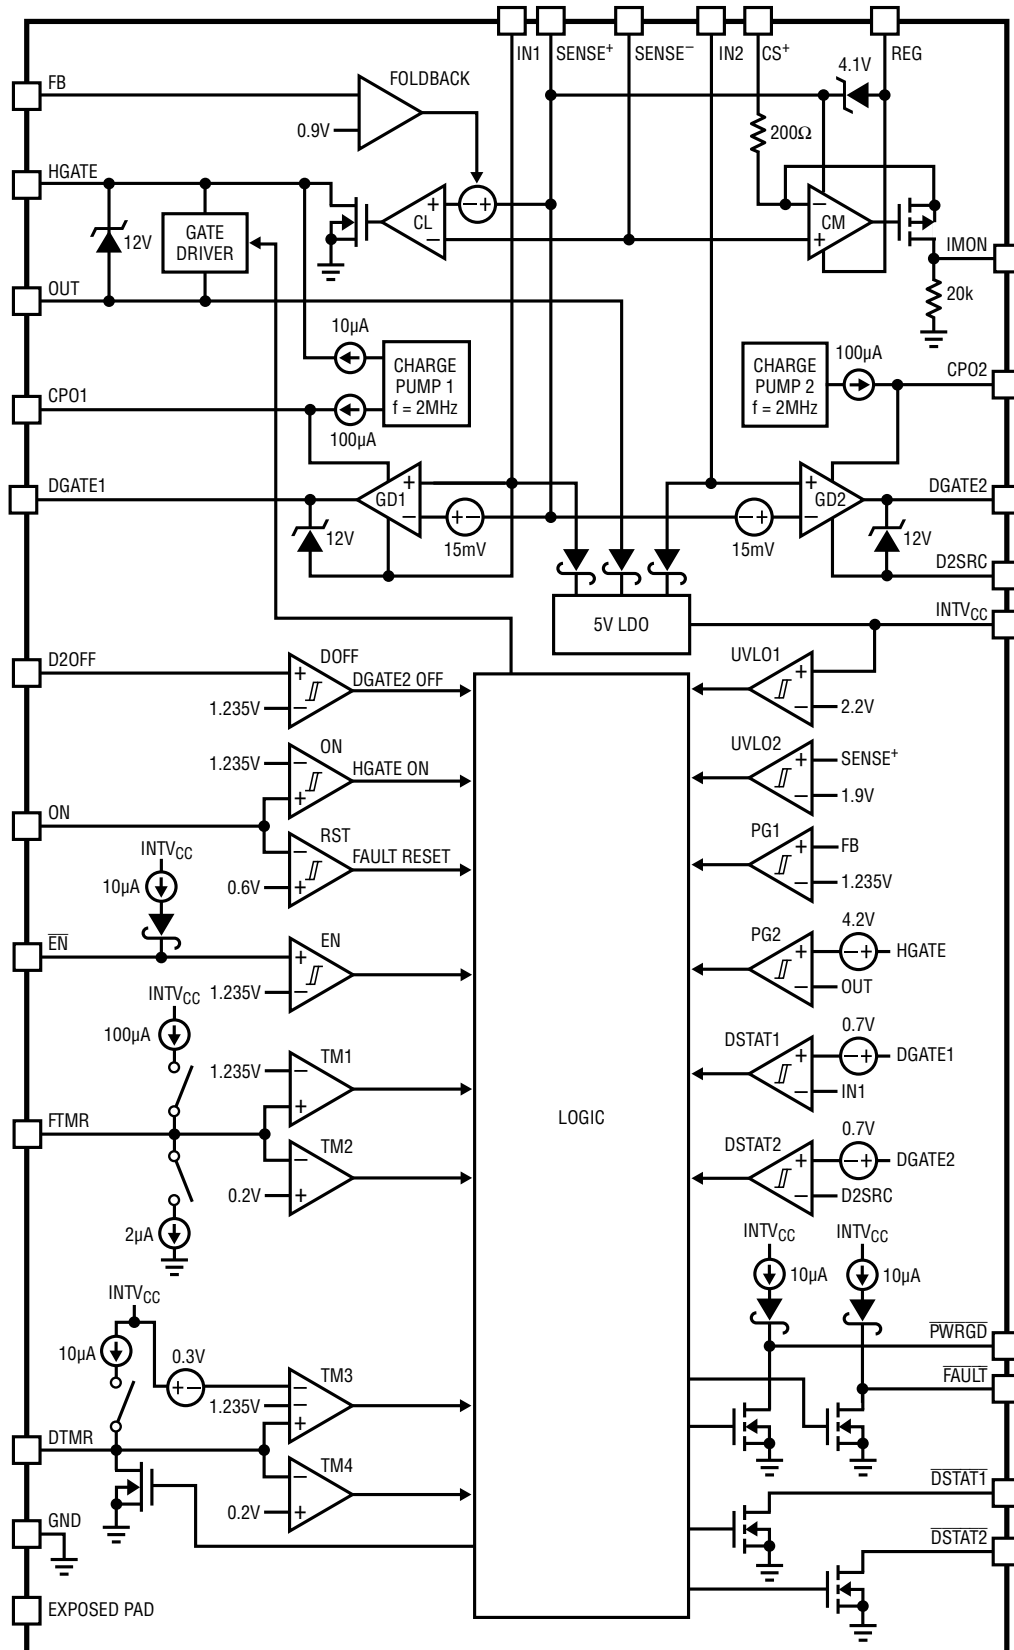 IN1
SENSE+
SENSE−
IN2
CS+
REG
FB
FOLDBACK
4.1V
0.9V
200Ω
HGATE
− +
+
CL
−
−
CM
+
12V
GATE
DRIVER
IMON
OUT
20k
10µA
CHARGE
PUMP 1
f = 2MHz
CHARGE
PUMP 2
f = 2MHz
100µA
CPO2
CPO1
100µA
DGATE1
+
GD1
−
+ −
15mV
− +
15mV
+
GD2
−
DGATE2
12V
12V
D2SRC
5V LDO
INTVCC
D2OFF
DOFF
+
−
DGATE2 OFF
1.235V
UVLO1
+
−
2.2V
ON
1.235V
−
+
HGATE ON
UVLO2
+
−
SENSE+
1.9V
ON
RST
−
+
FAULT RESET
0.6V
PG1
+
−
FB
1.235V
INTVCC
10µA
EN
EN
+
−
1.235V
PG2
+
−
4.2V
− +
HGATE
OUT
INTVCC
100µA
TM1
1.235V
−
+
DSTAT1
+
−
0.7V
− +
DGATE1
IN1
LOGIC
FTMR
TM2
−
+
0.2V
2µA
DSTAT2
+
−
0.7V
− +
DGATE2
D2SRC
INTVCC
10µA
INTVCC
10µA
INTVCC
10µA
0.3V
+ −
TM3
−
1.235V
−
+
PWRGD
FAULT
DTMR
TM4
−
+
0.2V
DSTAT1
GND
DSTAT2
EXPOSED PAD